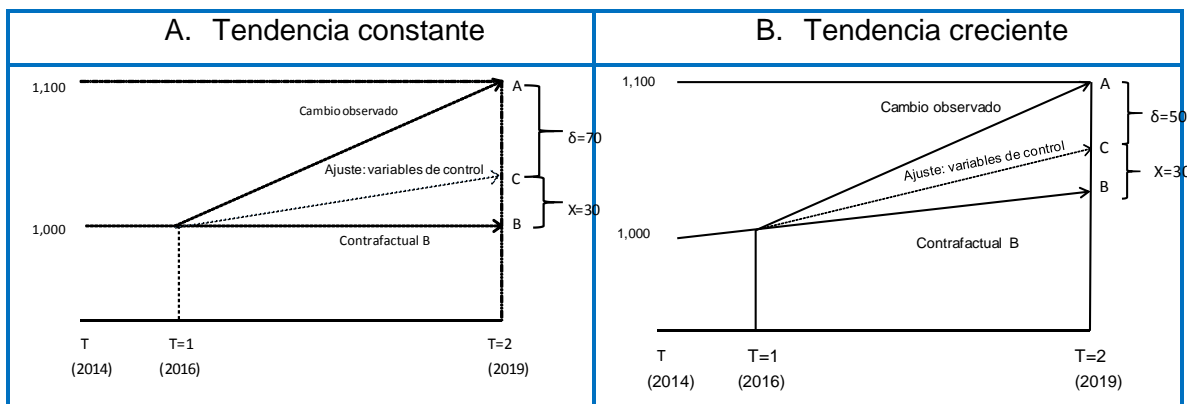 A. Tendencia constante
1,100
Cambio observado
A
δ=70
Ajuste: variables de control
C
X=30
1,000
B
Contrafactual B
T
(2014)
T=1
(2016)
T=2
(2019)
B. Tendencia creciente
1,100
Cambio observado
A
δ=50
Ajuste: variables de control
C
X=30
B
1,000
Contrafactual B
T
(2014)
T=1
(2016)
T=2
(2019)